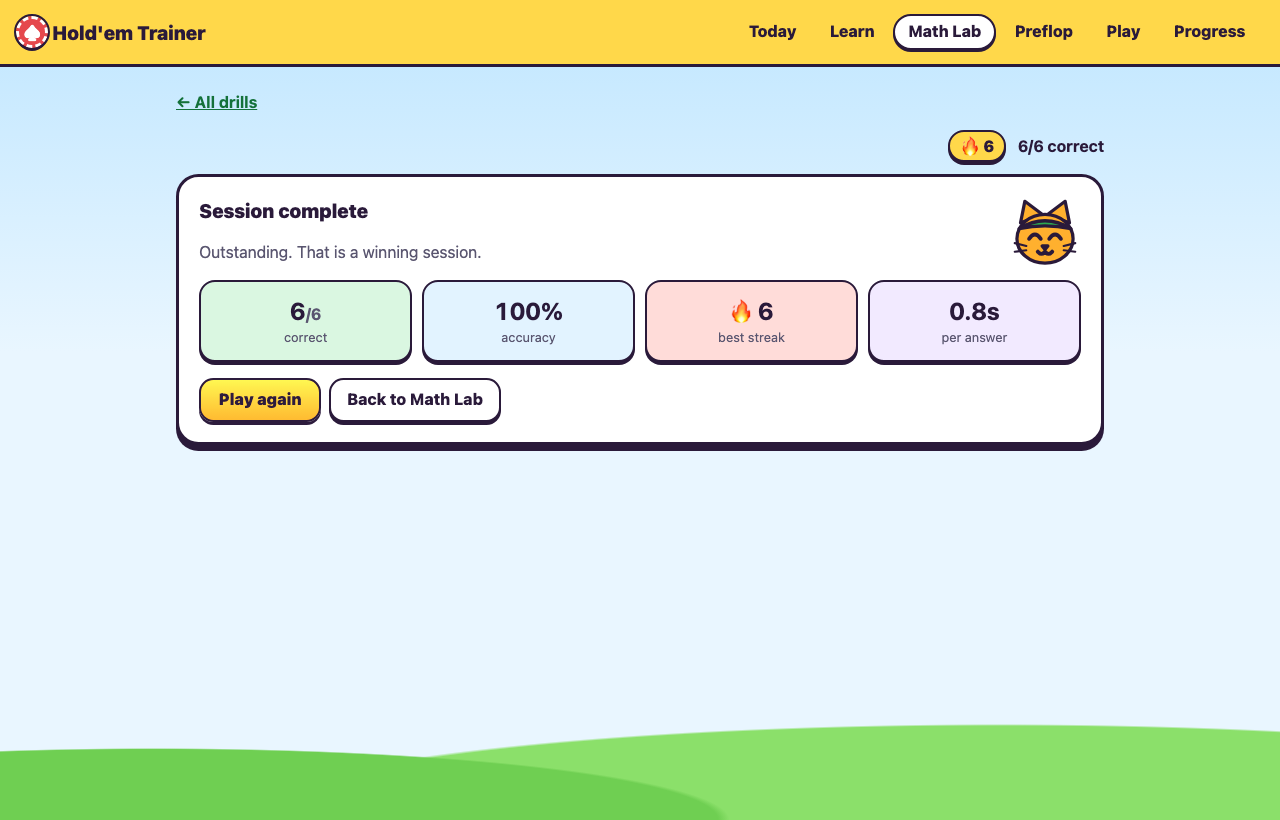 Hold'em Trainer
Today Learn Math Lab Preflop Play Progress
← All drills
🔥 6 6/6 correct
Session complete
Outstanding. That is a winning session.
6/6
correct
100%
accuracy
🔥 6
best streak
0.8s
per answer
Play again Back to Math Lab